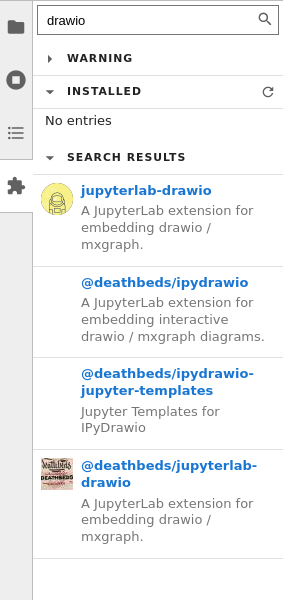 drawio
WARNING
INSTALLED
No entries
SEARCH RESULTS
jupyterlab-drawio
A JupyterLab extension for
embedding drawio /
mxgraph.
@deathbeds/ipydrawio
A JupyterLab extension for
embedding interactive
drawio / mxgraph diagrams.
@deathbeds/ipydrawio-
jupyter-templates
Jupyter Templates for
IPyDrawio
@deathbeds/jupyterlab-
drawio
A JupyterLab extension for
embedding drawio /
mxgraph.